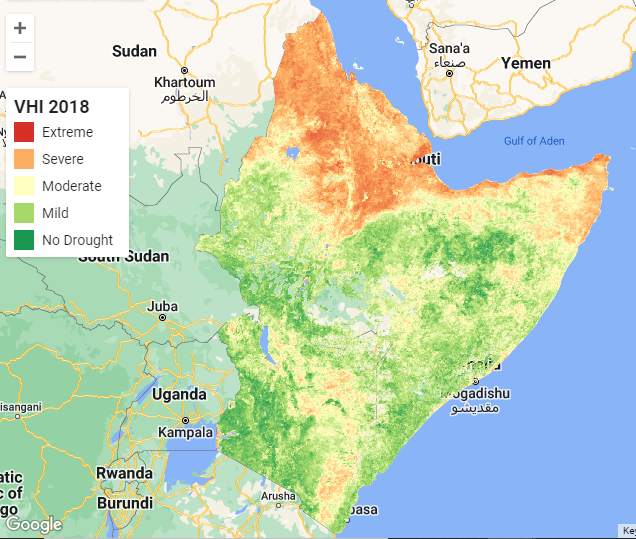 +
Sudan
Sana'a
صنعاء
Yemen
−
Khartoum
الخرطوم
VHI 2018
Extreme
Severe
Moderate
Mild
No Drought
Gulf of Aden
outi
South Sudan
Juba
Uganda
ogadishu
مقديشو
isangani
Kampala
Rwanda
Burundi
Arusha
basa
atic
c of
go
Google
Key